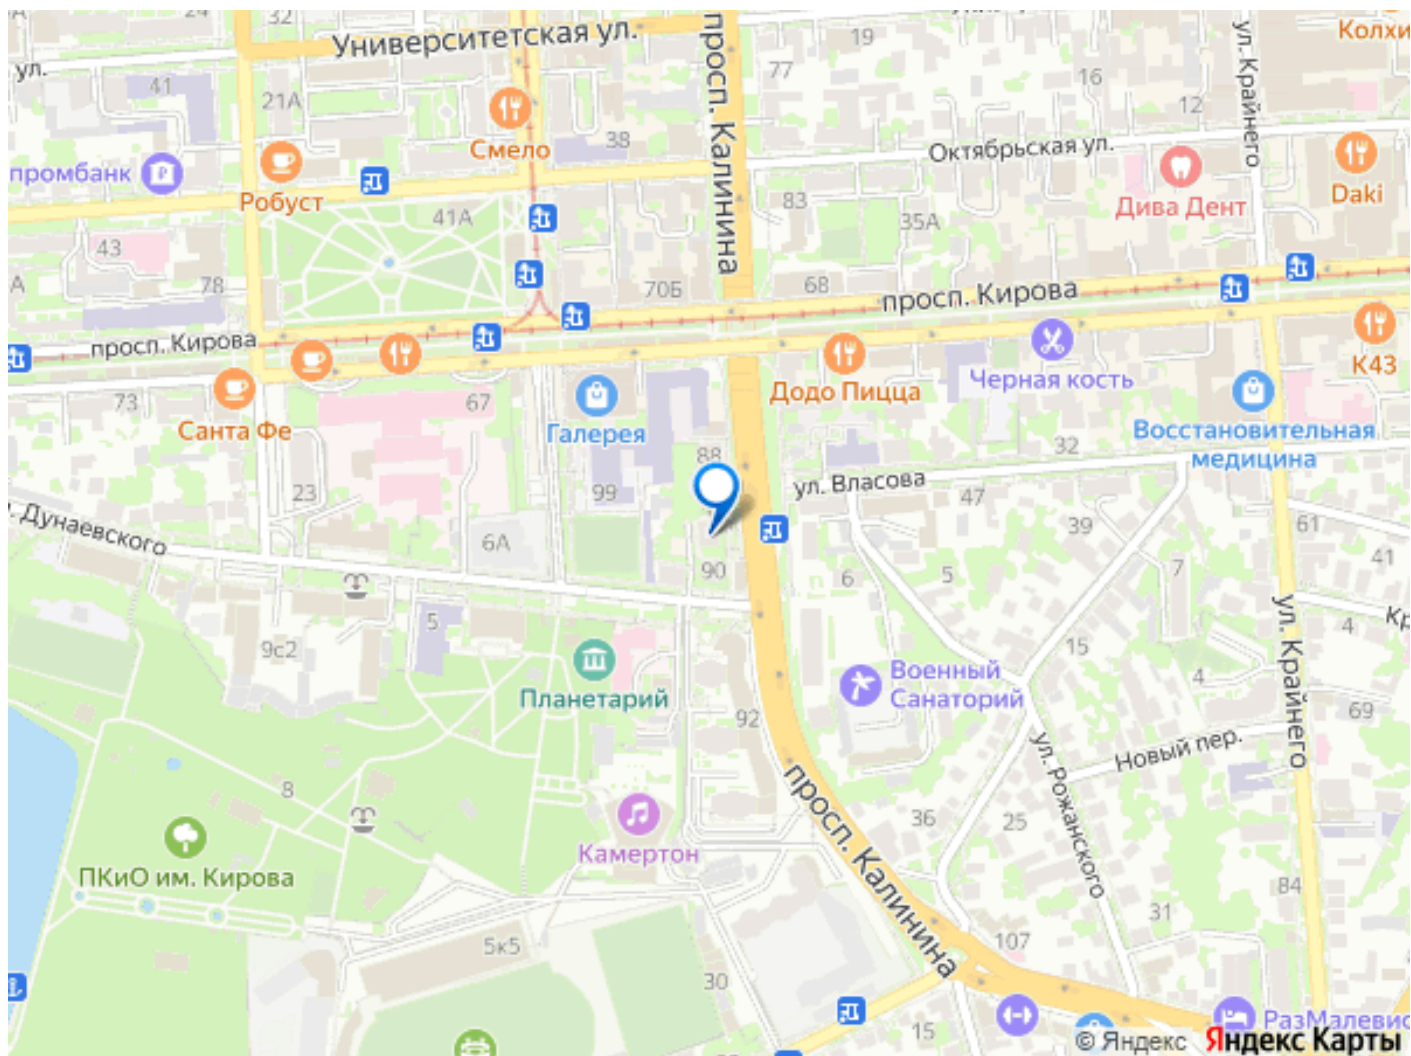 24
32
Университетская ул.
просп. Калинина
19
ул. Крайнего
Колхи
ул.
77
16
41
21А
12
Смело
38
Октябрьская ул.
промбанк
Робуст
Дива Дент
Daki
41А
83
35А
43
78
70Б
68
просп. Кирова
просп. Кирова
К43
Додо Пицца
Черная кость
73
67
Санта Фе
Галерея
Восстановительная
медицина
32
88
ул. Власова
23
99
47
39
61
Дунаевского
6А
41
90
6
5
7
ул. Крайнего
5
4
Кр
9с2
15
Планетарий
Военный
Санаторий
4
69
92
ул. Рожанского
Новый пер.
8
просп. Калинина
36
25
Камертон
ПКиО им. Кирова
84
31
5к5
107
30
15
РазМалевис
© Яндекс Яндекс Карты